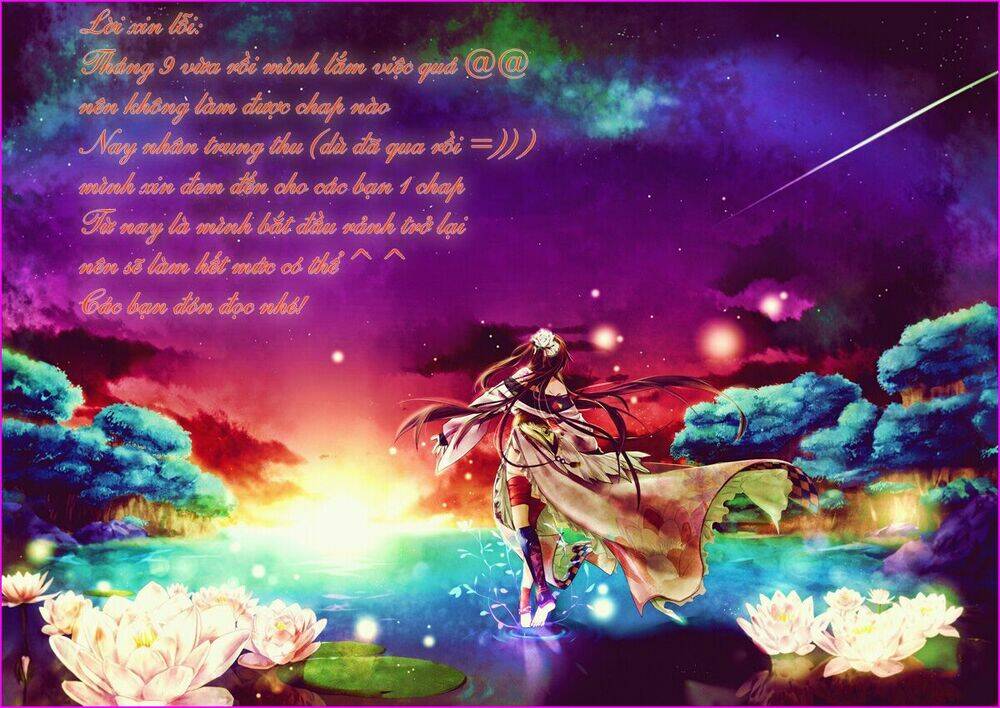 Lời xin lỗi:
Tháng 9 vừa rồi mình lắm việc quá @@
nên không làm được chap nào
Nay nhân trung thu (dù đã qua rồi =)))
mình xin đem đến cho các bạn 1 chap
Từ nay là mình bắt đầu rảnh trở lại
nên sẽ làm hết mức có thể ^ ^
Các bạn đón đọc nhé!